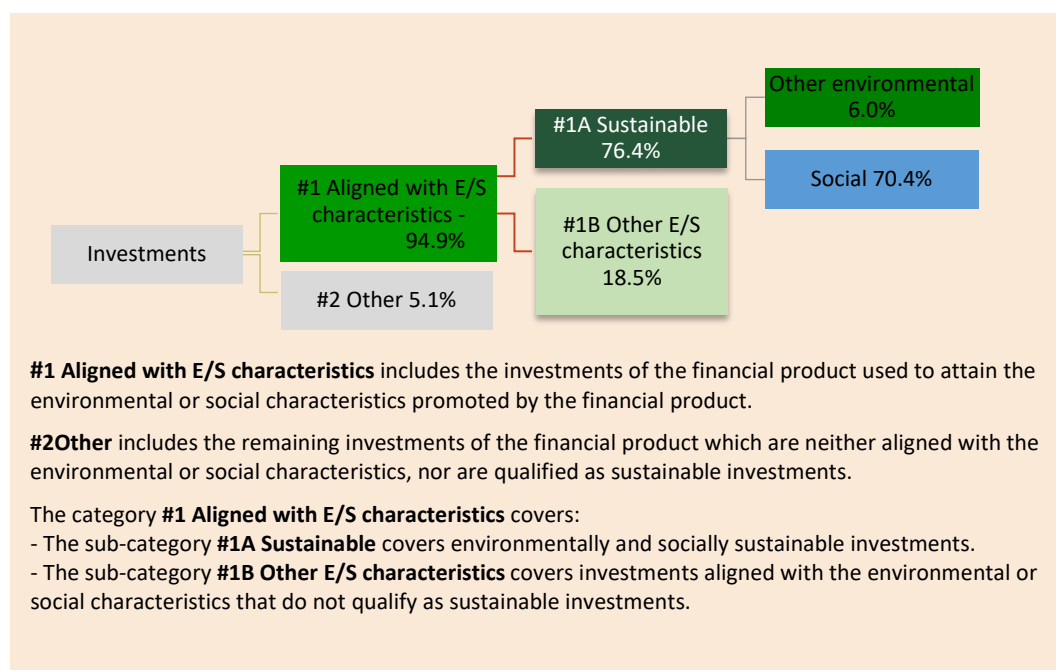 Other environmental
6.0%
#1A Sustainable
76.4%
Social 70.4%
#1 Aligned with E/S
characteristics -
94.9%
#1B Other E/S
characteristics
18.5%
Investments
#2 Other 5.1%
#1 Aligned with E/S characteristics includes the investments of the financial product used to attain the
environmental or social characteristics promoted by the financial product.
#2Other includes the remaining investments of the financial product which are neither aligned with the
environmental or social characteristics, nor are qualified as sustainable investments.
The category #1 Aligned with E/S characteristics covers:
- The sub-category #1A Sustainable covers environmentally and socially sustainable investments.
- The sub-category #1B Other E/S characteristics covers investments aligned with the environmental or
social characteristics that do not qualify as sustainable investments.